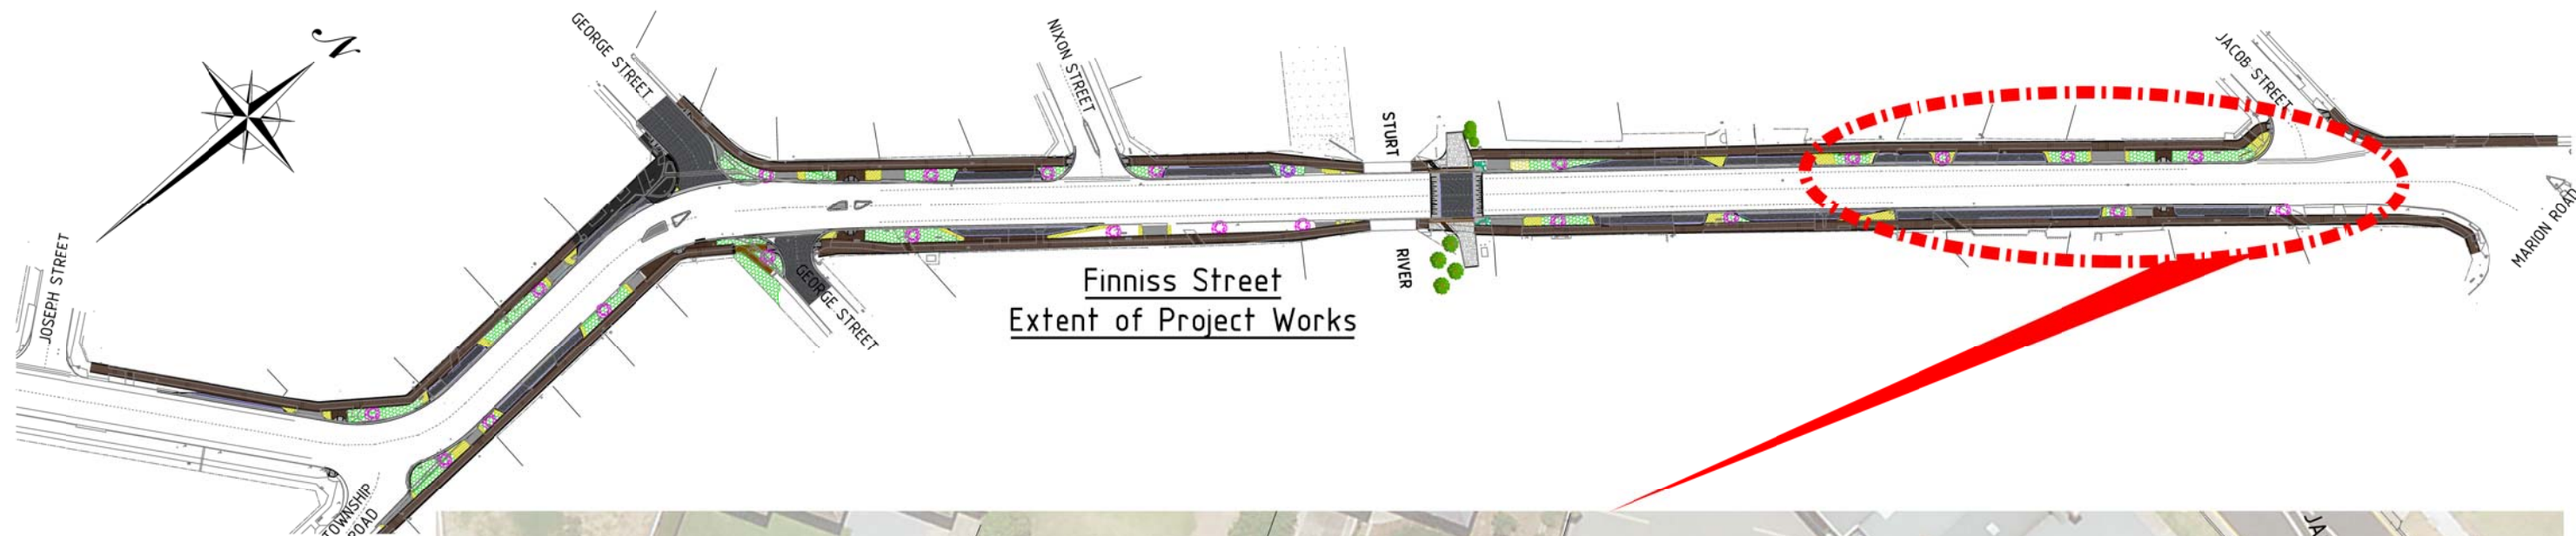 N
GEORGE STREET
NIXON STREET
STURT
JACOB STREET
MARION ROAD
JOSEPH STREET
GEORGE STREET
RIVER
Finniss Street
Extent of Project Works
TOWNSHIP
ROAD
JA